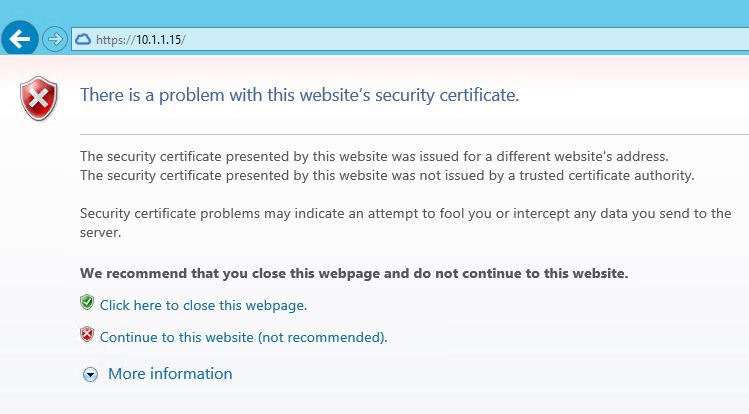 https://10.1.1.15/
There is a problem with this website's security certificate.
The security certificate presented by this website was issued for a different website's address.
The security certificate presented by this website was not issued by a trusted certificate authority.
Security certificate problems may indicate an attempt to fool you or intercept any data you send to the
server.
We recommend that you close this webpage and do not continue to this website.
Click here to close this webpage.
Continue to this website (not recommended).
More information